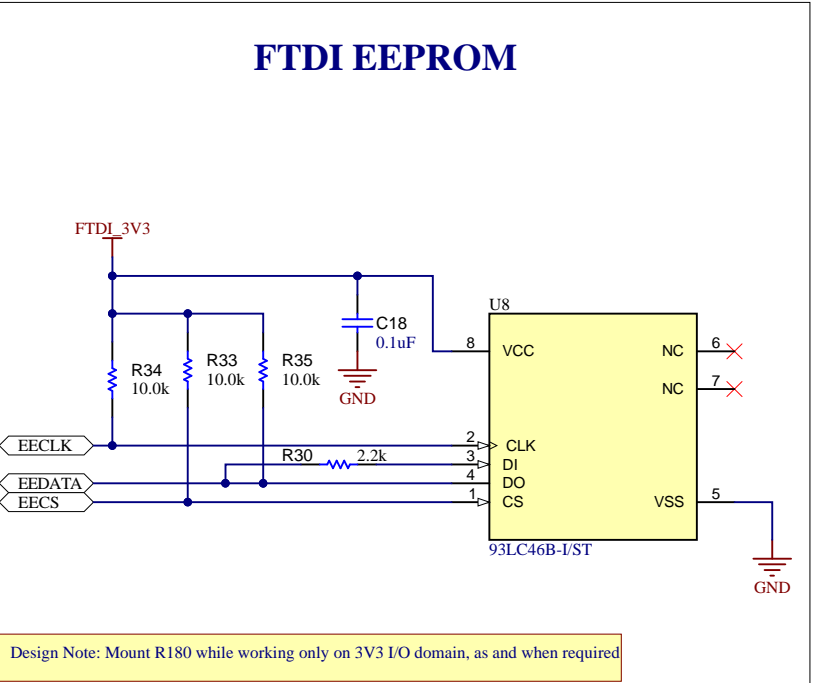 FTDI EEPROM
FTDI_3V3
U8
C18
0.1uF
8
VCC
NC
6
R34
10.0k
R33
10.0k
R35
10.0k
NC
7
GND
EECLK
2
CLK
R30
2.2k
3
DI
EEDATA
4
DO
EECS
1
CS
VSS
5
93LC46B-I/ST
GND
Design Note: Mount R180 while working only on 3V3 I/O domain, as and when required